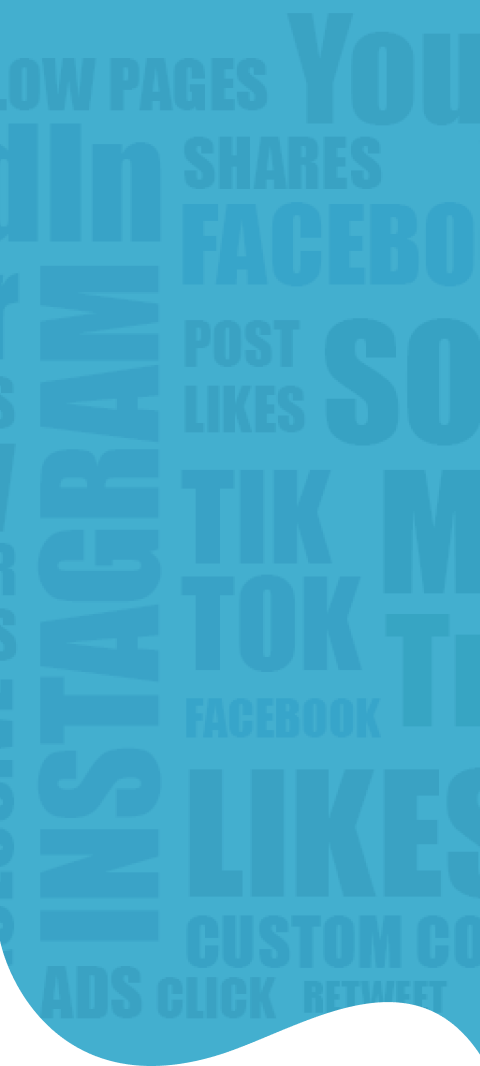 LOW PAGES
You
dIn
SHARES
FACEBO
INSTAGRAM
POST
LIKES
SO
TIK
TOK
M
FACEBOOK
LIKES
CUSTOM CO
ADS
CLICK
RETWEET